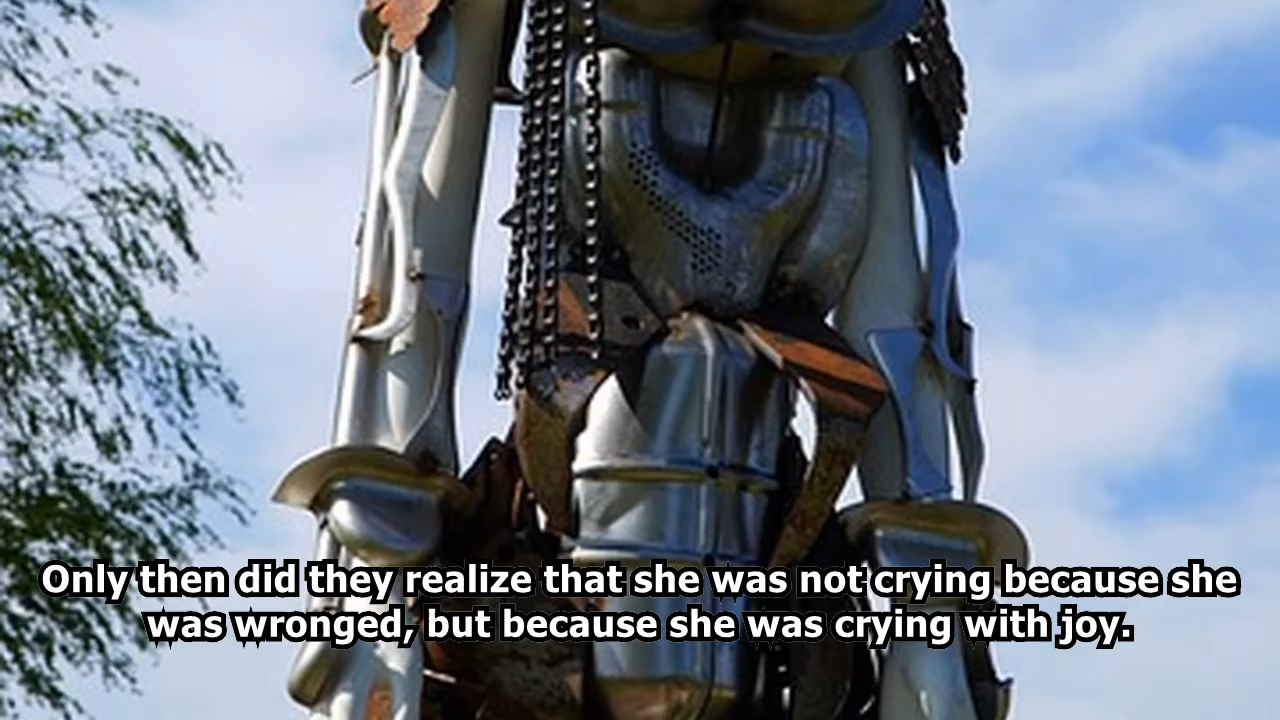 Only then did they realize that she was not crying because she
was wronged, but because she was crying with joy.